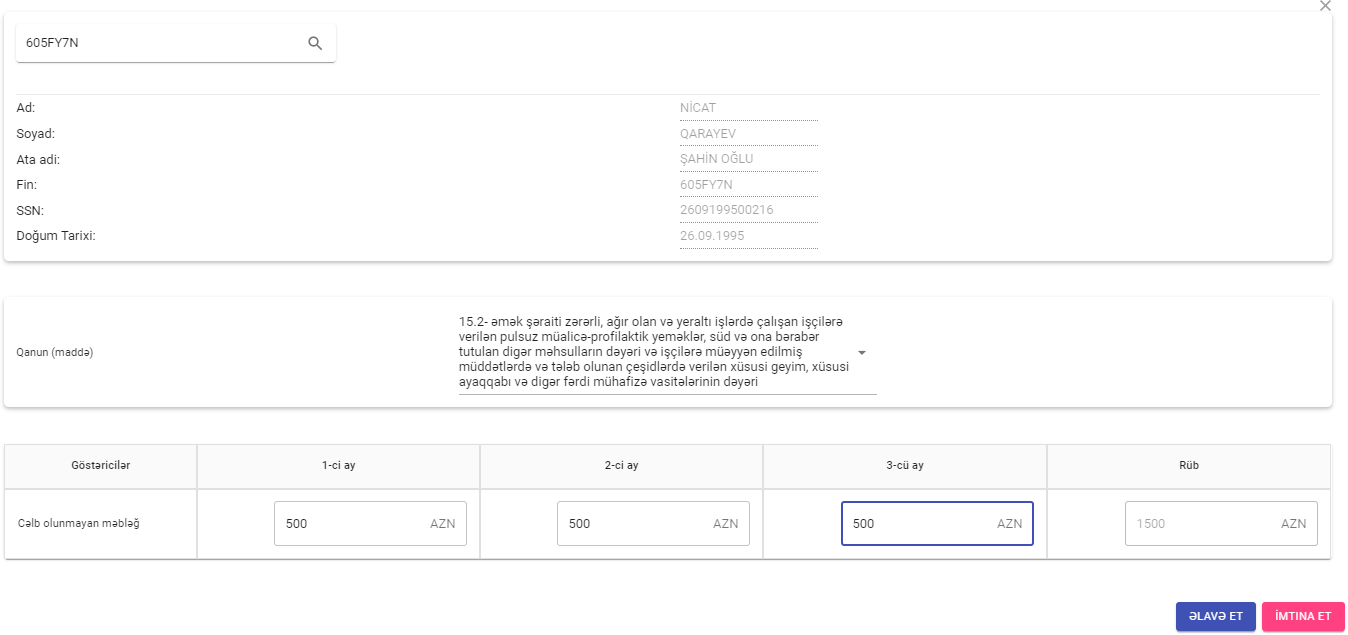 605FY7N
Ad: NİCAT
Soyad: QARAYEV
Ata adi: ŞAHİN OĞLU
Fin: 605FY7N
SSN: 2609199500216
Doğum Tarixi: 26.09.1995
Qanun (maddə)
15.2- əmək şəraiti zərərli, ağır olan və yeraltı işlərdə çalışan işçilərə
verilən pulsuz müalicə-profilaktik yeməklər, süd və ona bərabər
tutulan digər məhsulların dəyəri və işçilərə müəyyən edilmiş
müddətlərdə və tələb olunan çeşidlərdə verilən xüsusi geyim, xüsusi
ayaqqabı və digər fərdi mühafizə vasitələrinin dəyəri
Göstəricilər 1-ci ay 2-ci ay 3-cü ay Rüb
Cəlb olunmayan məbləğ 500 AZN 500 AZN 500 AZN 1500 AZN
ƏLAVƏ ET İMTINA ET